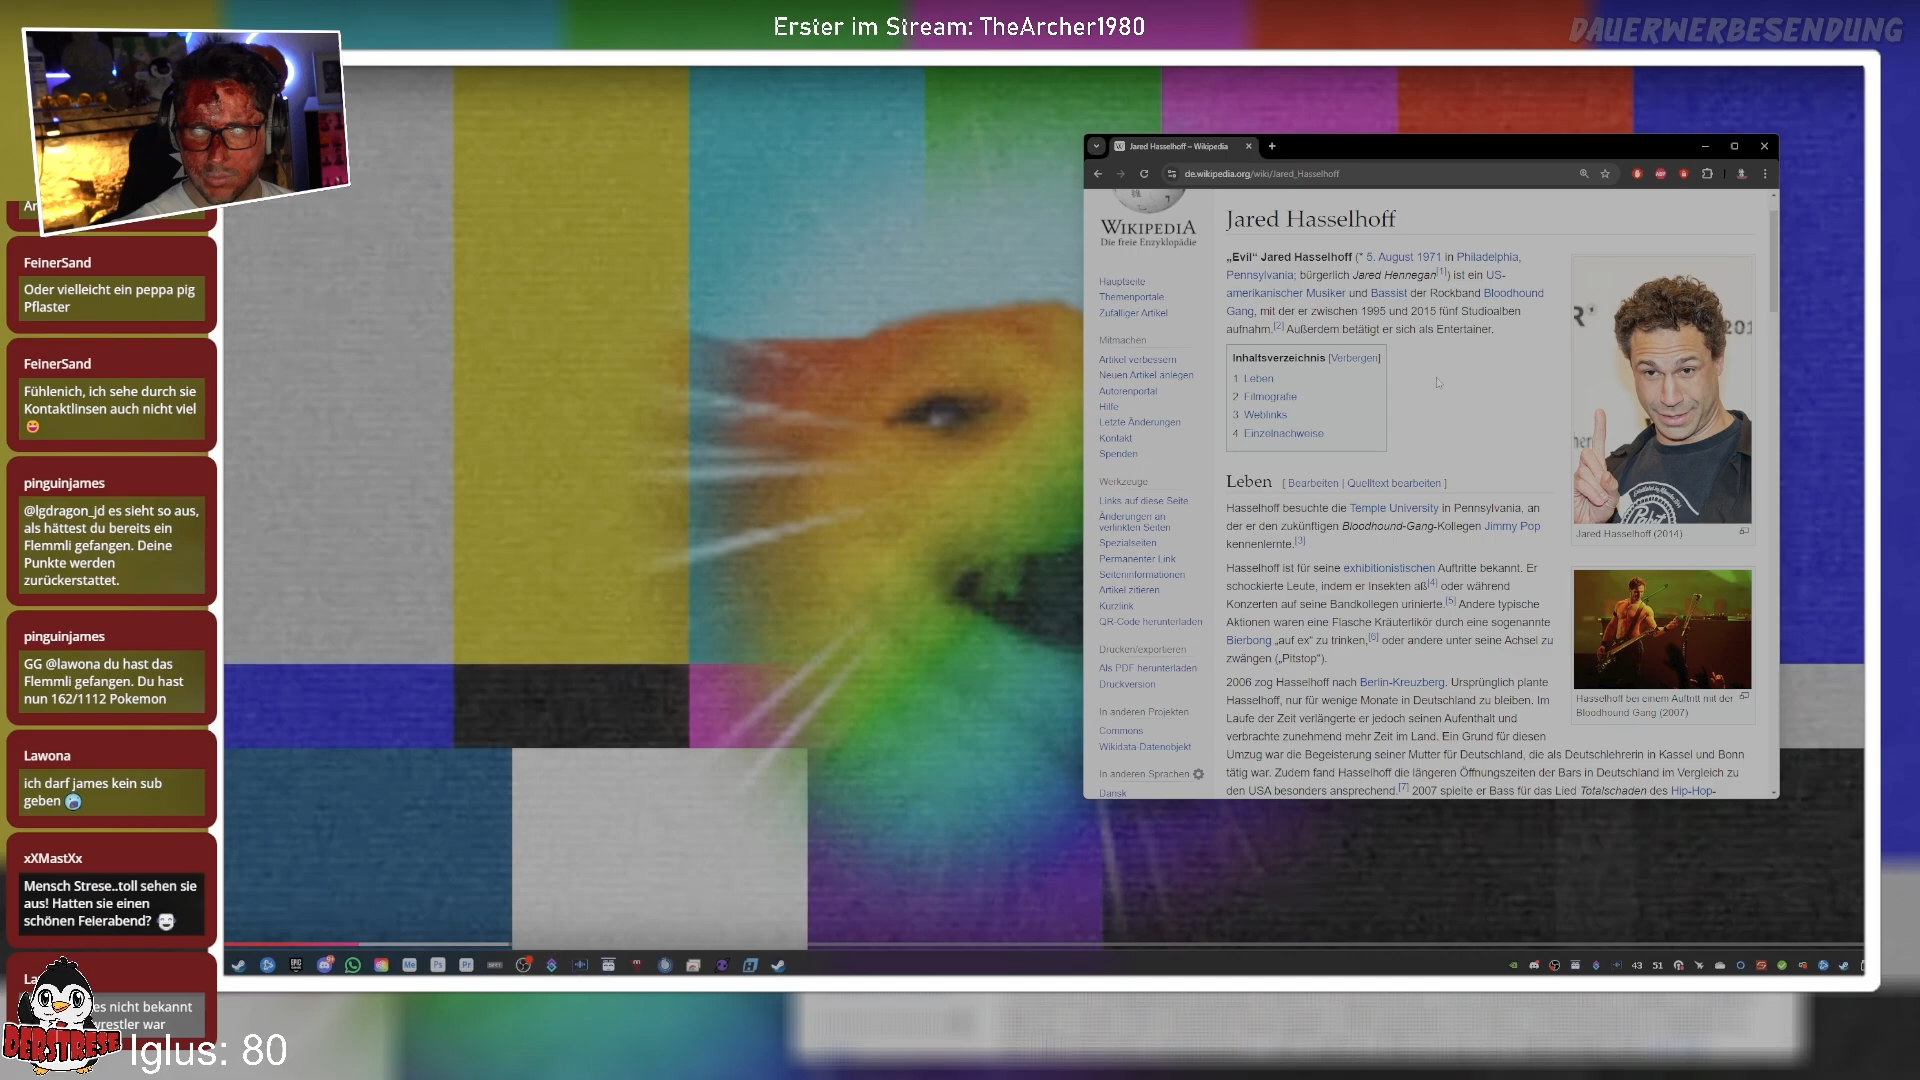 Erster im Stream: TheArcher1980
DAUERWERBESENDUNG
FeinerSand
Oder vielleicht ein peppa pig
Pflaster
FeinerSand
Fühlenich, ich sehe durch sie
Kontaktlinsen auch nicht viel
pinguinjames
@lgdragon_jd es sieht so aus,
als hättest du bereits ein
Flemmli gefangen. Deine
Punkte werden
zurückerstattet.
pinguinjames
GG @lawona du hast das
Flemmli gefangen. Du hast
nun 162/1112 Pokemon
Lawona
ich darf james kein sub
geben
xXMastXx
Mensch Strese..toll sehen sie
aus! Hatten sie einen
schönen Feierabend?
es nicht bekannt
war
DERSTRESE
Iglus: 80
Jared Hasselhoff – Wikipedia
de.wikipedia.org/wiki/Jared_Hasselhoff
WIKIPEDIA
Die freie Enzyklopädie
Hauptseite
Themenportale
Zufälliger Artikel
Mitmachen
Artikel verbessern
Neuen Artikel anlegen
Autorenportal
Hilfe
Letzte Änderungen
Kontakt
Spenden
Werkzeuge
Links auf diese Seite
Änderungen an
verlinkten Seiten
Spezialseiten
Permanenter Link
Seiteninformationen
Artikel zitieren
Kurzlink
QR-Code herunterladen
Drucken/exportieren
Als PDF herunterladen
Druckversion
In anderen Projekten
Commons
Wikidata-Datenobjekt
In anderen Sprachen
Dansk
Jared Hasselhoff
„Evil“ Jared Hasselhoff (* 5. August 1971 in Philadelphia,
Pennsylvania; bürgerlich Jared Hennegan[1]) ist ein US-
amerikanischer Musiker und Bassist der Rockband Bloodhound
Gang, mit der er zwischen 1995 und 2015 fünf Studioalben
aufnahm.[2] Außerdem betätigt er sich als Entertainer.
Inhaltsverzeichnis [Verbergen]
1 Leben
2 Filmografie
3 Weblinks
4 Einzelnachweise
Leben [ Bearbeiten | Quelltext bearbeiten ]
Hasselhoff besuchte die Temple University in Pennsylvania, an
der er den zukünftigen Bloodhound-Gang-Kollegen Jimmy Pop
kennenlernte.[3]
Hasselhoff ist für seine exhibitionistischen Auftritte bekannt. Er
schockierte Leute, indem er Insekten aß[4] oder während
Konzerten auf seine Bandkollegen urinierte.[5] Andere typische
Aktionen waren eine Flasche Kräuterlikör durch eine sogenannte
Bierbong „auf ex“ zu trinken,[6] oder andere unter seine Achsel zu
zwängen („Pitstop“).
2006 zog Hasselhoff nach Berlin-Kreuzberg. Ursprünglich plante
Hasselhoff, nur für wenige Monate in Deutschland zu bleiben. Im
Laufe der Zeit verlängerte er jedoch seinen Aufenthalt und
verbrachte zunehmend mehr Zeit im Land. Ein Grund für diesen
Umzug war die Begeisterung seiner Mutter für Deutschland, die als Deutschlehrerin in Kassel und Bonn
tätig war. Zudem fand Hasselhoff die längeren Öffnungszeiten der Bars in Deutschland im Vergleich zu
den USA besonders ansprechend.[7] 2007 spielte er Bass für das Lied Totalschaden des Hip-Hop-
Jared Hasselhoff (2014)
Hasselhoff bei einem Auftritt mit der
Bloodhound Gang (2007)
EPIC
Me
Ps
Pr
43 51